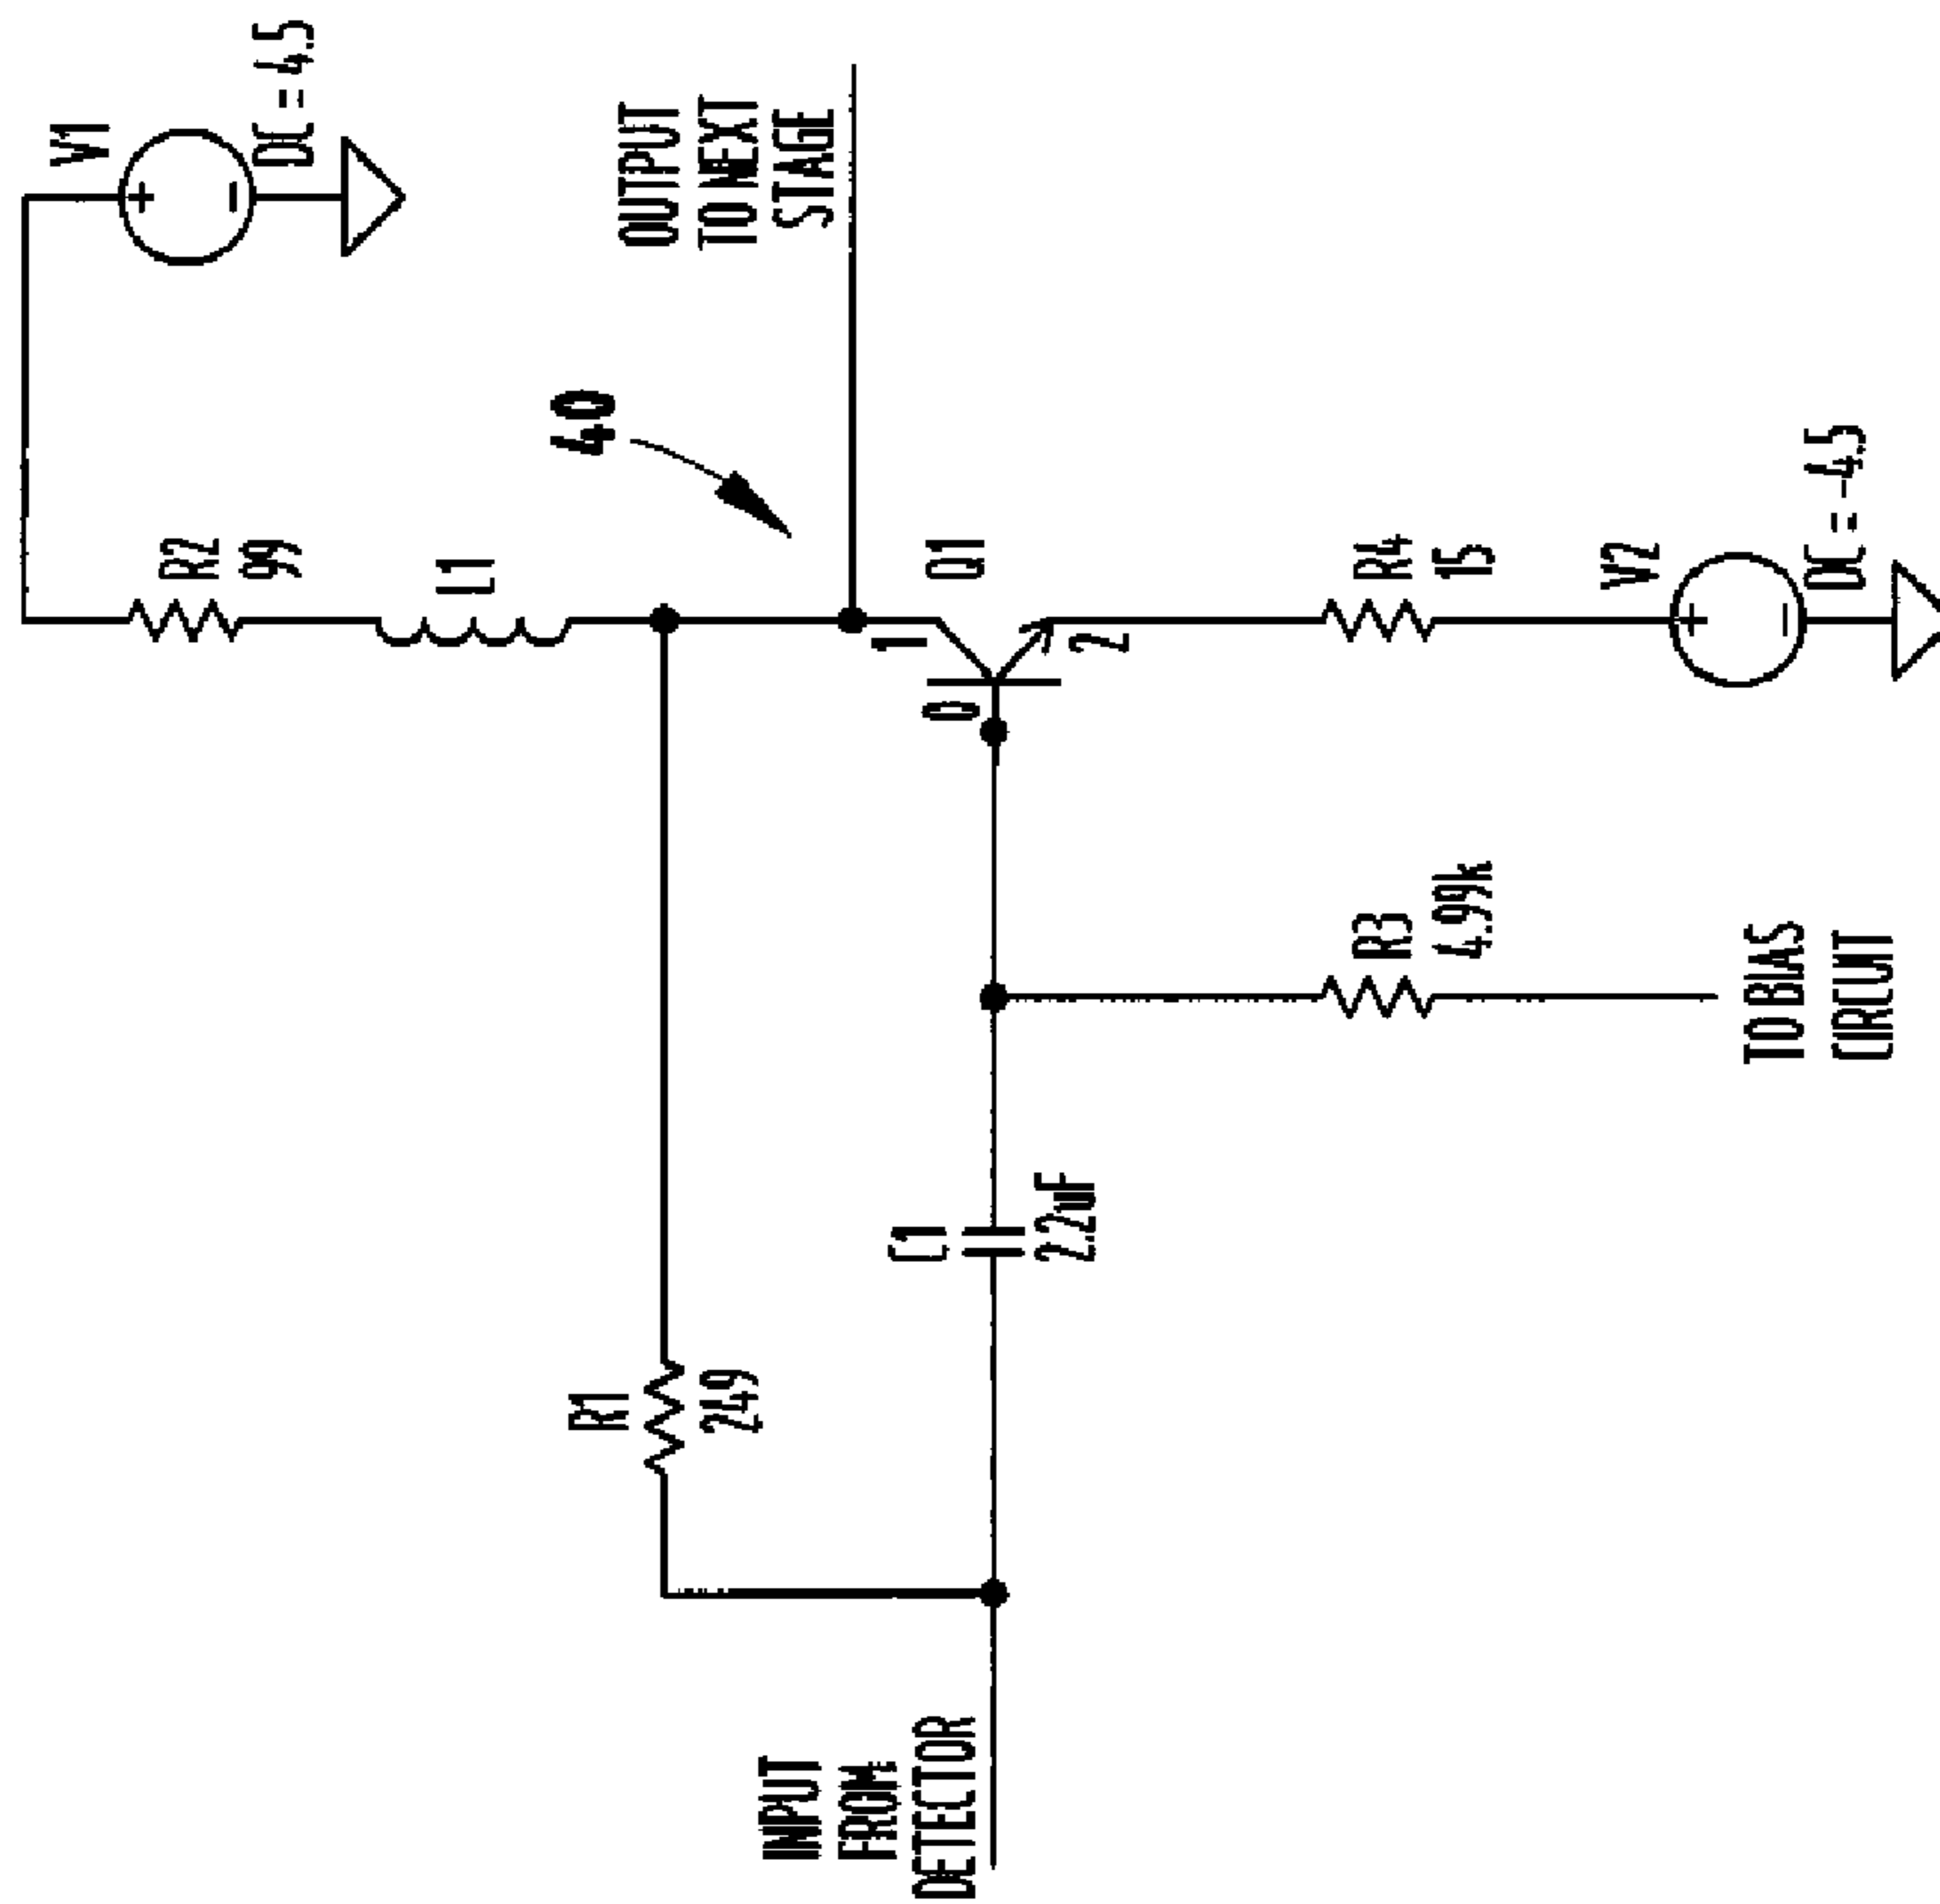 V1
R2
39
DC = 4.5
L1
40
R1
249
OUTPUT
TO NEXT
STAGE
INPUT
FROM
DETECTOR
1
C1
2.2uF
0
Q1
2
R3
4.99k
R4
15
V2
DC = -4.5
TO BIAS
CIRCUIT